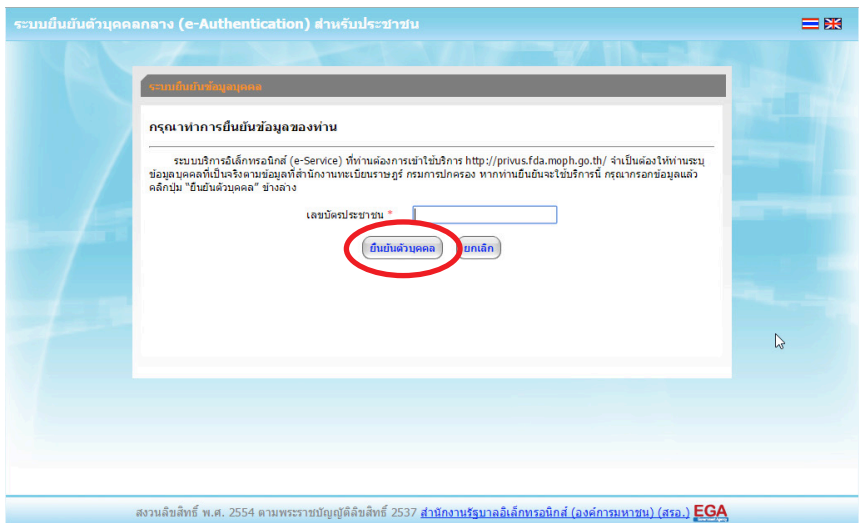 ระบบยืนยันตัวบุคคลกลาง (e-Authentication) สำหรับประชาชน
ระบบยืนยันข้อมูลบุคคล
กรุณาทำการยืนยันข้อมูลของท่าน
ระบบบริการอิเล็กทรอนิกส์ (e-Service) ที่ท่านต้องการเข้าใช้บริการ http://privus.fda.moph.go.th/ จำเป็นต้องให้ท่านระบุ
ข้อมูลบุคคลที่เป็นจริงตามข้อมูลที่สำนักงานทะเบียนราษฎร์ กรมการปกครอง หากท่านยืนยันจะใช้บริการนี้ กรุณากรอกข้อมูลแล้ว
คลิกปุ่ม "ยืนยันตัวบุคคล" ข้างล่าง
เลขบัตรประชาชน *
ยืนยันตัวบุคคล ยกเลิก
สงวนลิขสิทธิ์ พ.ศ. 2554 ตามพระราชบัญญัติลิขสิทธิ์ 2537 สำนักงานรัฐบาลอิเล็กทรอนิกส์ (องค์การมหาชน) (สรอ.) EGA